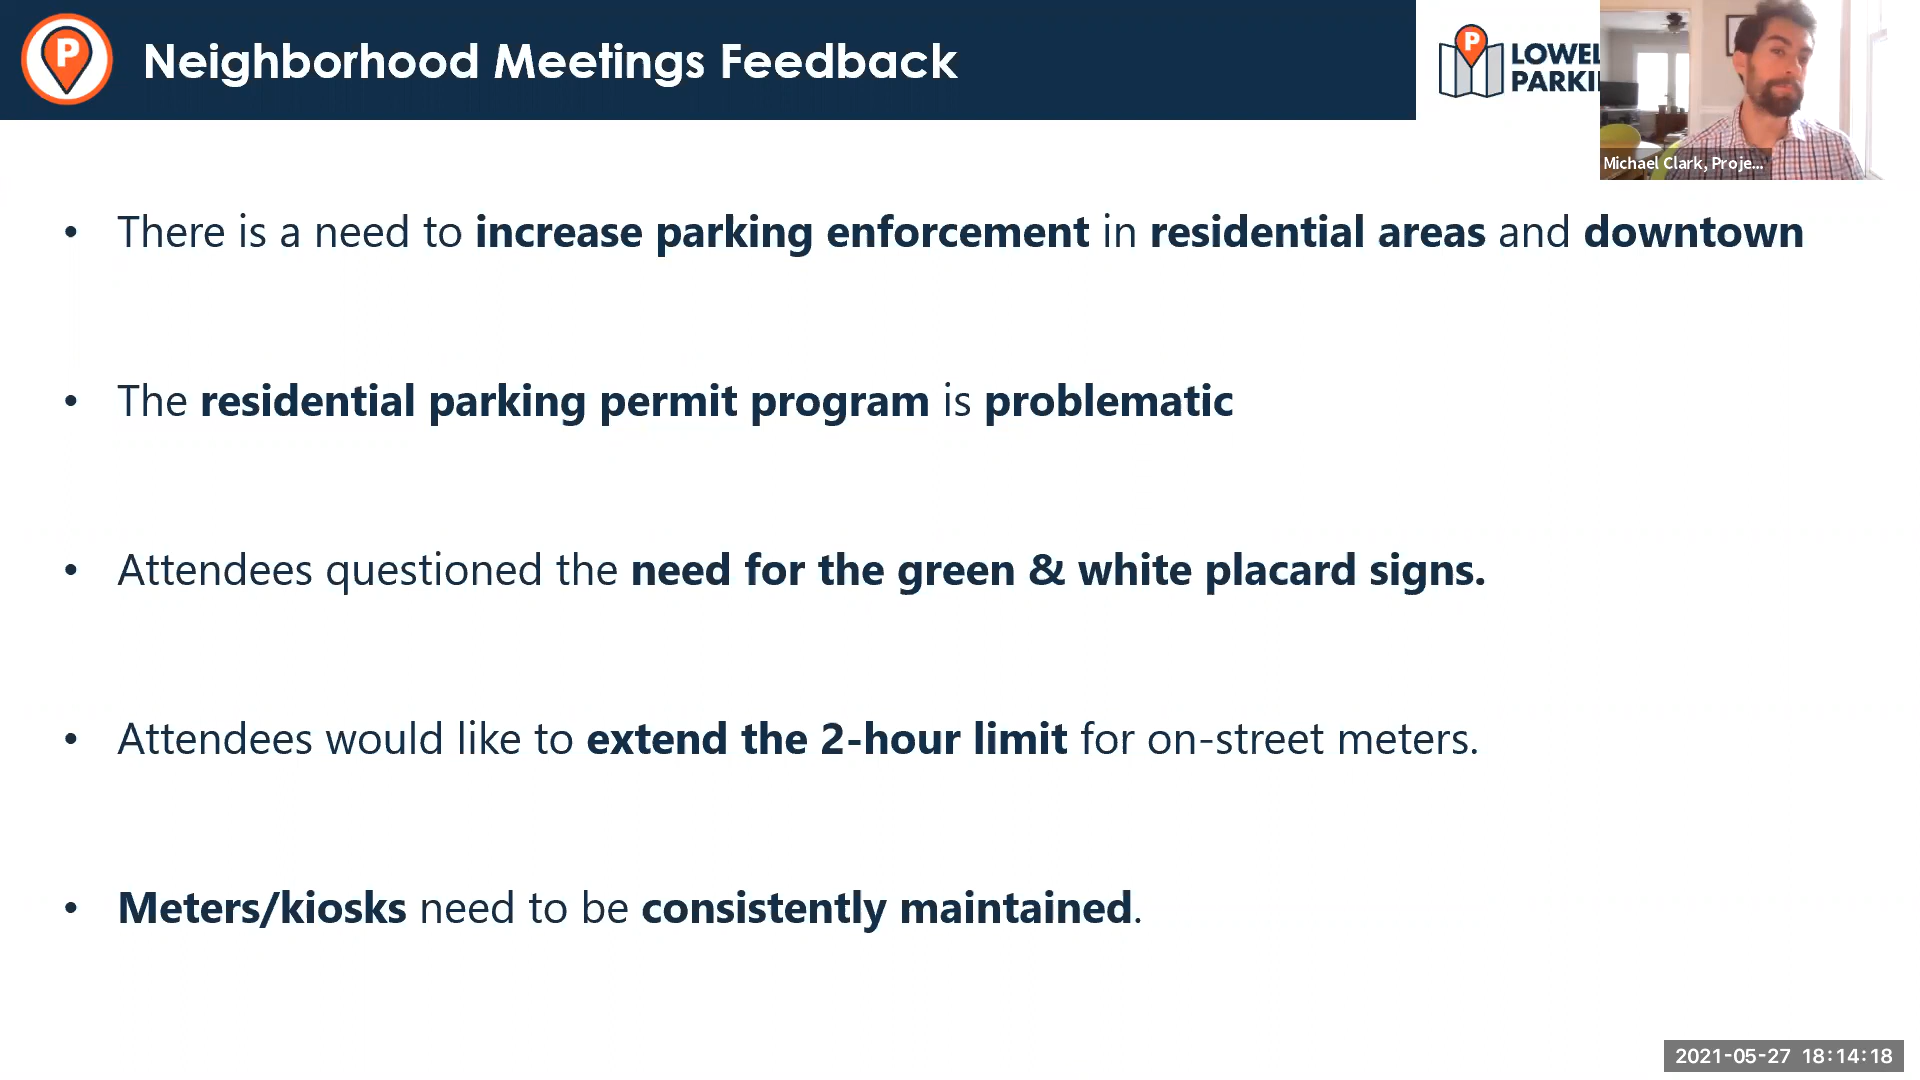 P
Neighborhood Meetings Feedback
P
LOWEL
PARKI
Michael Clark, Proje...
• There is a need to increase parking enforcement in residential areas and downtown
• The residential parking permit program is problematic
• Attendees questioned the need for the green & white placard signs.
• Attendees would like to extend the 2-hour limit for on-street meters.
• Meters/kiosks need to be consistently maintained.
2021-05-27 18:14:18